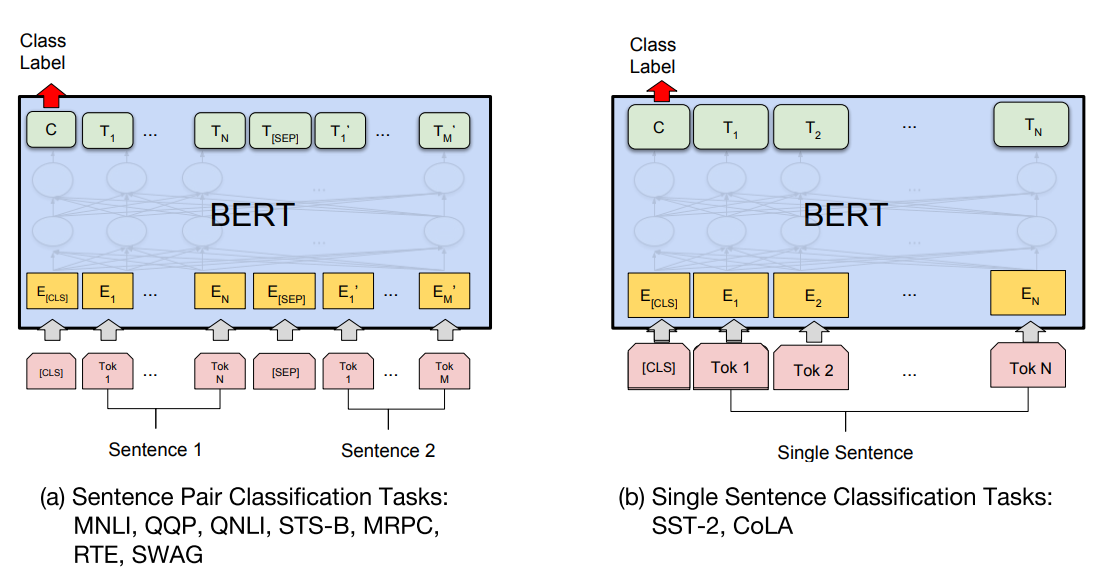 Class
Label
C T1 ... TN T[SEP] T1' ... TM'
...
BERT
...
E[CLS] E1 ... EN E[SEP] E1' ... EM'
[CLS] Tok 1 ... Tok N [SEP] Tok 1 ... Tok M
Sentence 1 Sentence 2
(a) Sentence Pair Classification Tasks:
MNLI, QQP, QNLI, STS-B, MRPC,
RTE, SWAG
Class
Label
C T1 T2 ... TN
...
BERT
...
E[CLS] E1 E2 ... EN
[CLS] Tok 1 Tok 2 ... Tok N
Single Sentence
(b) Single Sentence Classification Tasks:
SST-2, CoLA